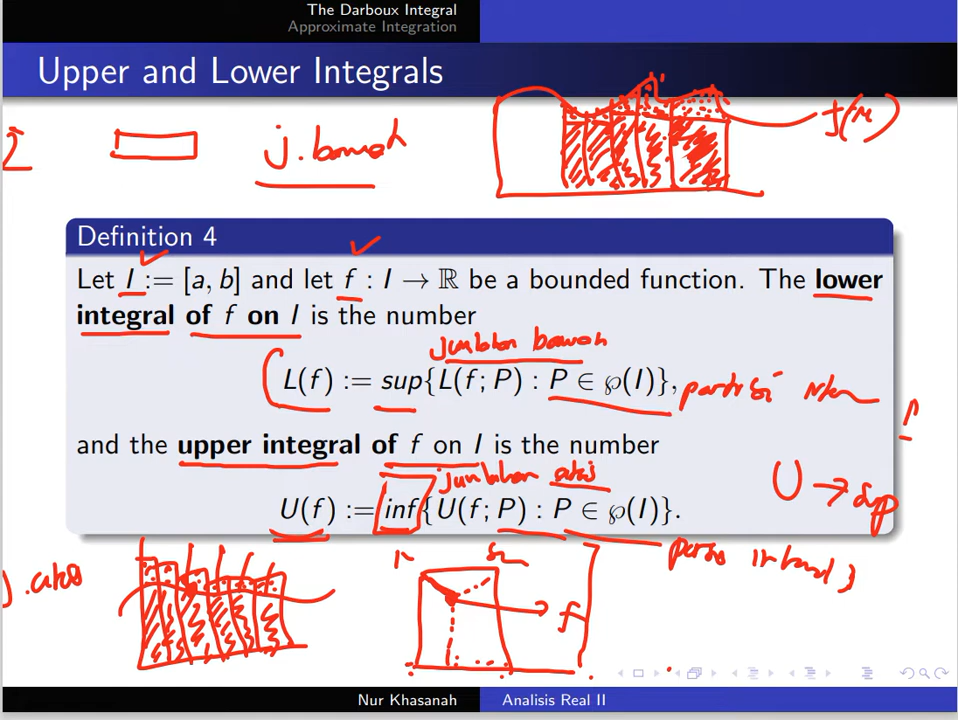 The Darboux Integral
Approximate Integration
Upper and Lower Integrals
j. bawah
f(x)
Definition 4
Let I := [a, b] and let f : I → ℝ be a bounded function. The lower
integral of f on I is the number
jumlah bawah
L(f) := sup{L(f; P) : P ∈ ℘(I)},
partisi
and the upper integral of f on I is the number
jumlah atas
U →
U(f) := inf{U(f; P) : P ∈ ℘(I)}.
j. atas
f
Nur Khasanah
Analisis Real II